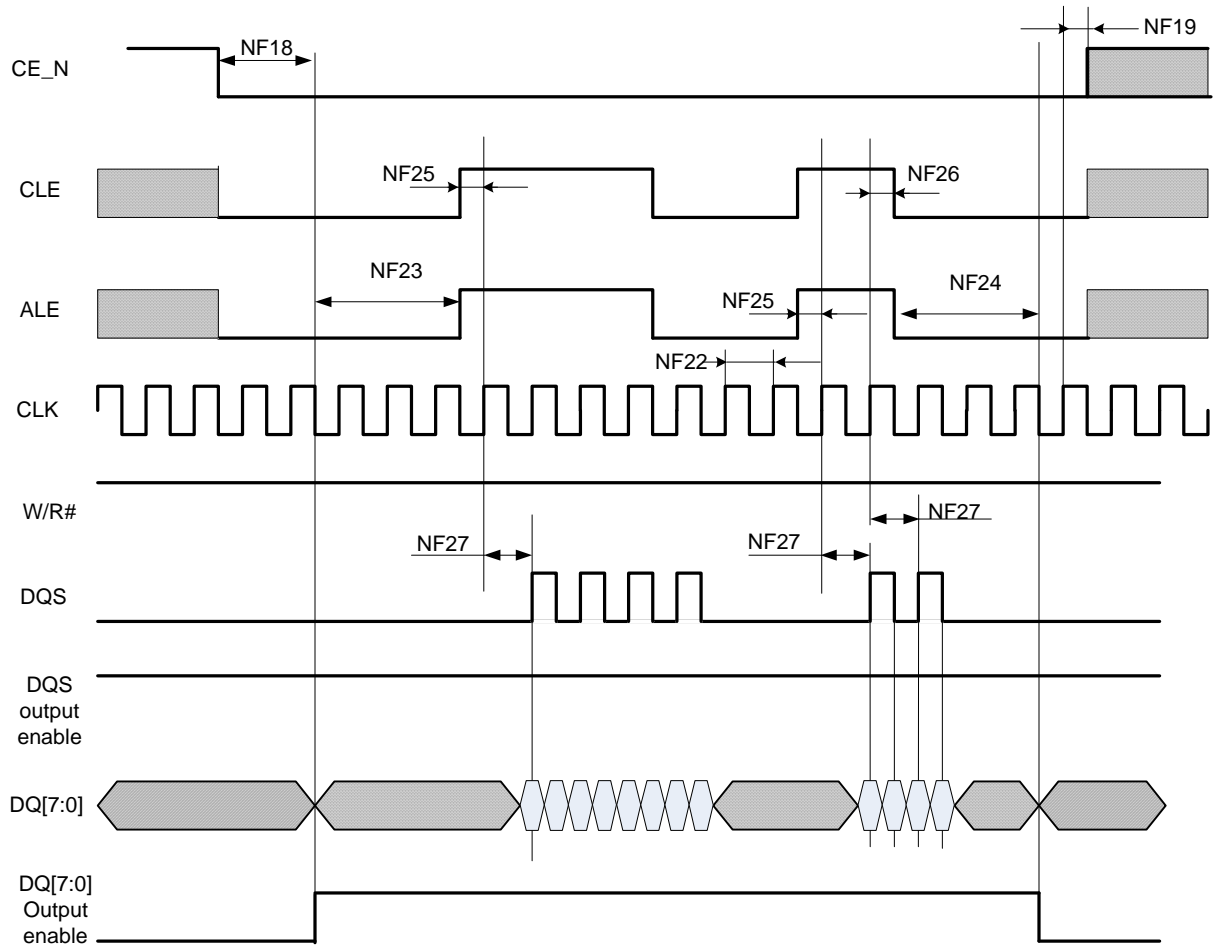 NF19
NF18
CE_N
NF25
NF26
CLE
NF23
NF24
ALE
NF25
NF22
CLK
W/R#
NF27
NF27
NF27
DQS
DQS
output
enable
DQ[7:0]
DQ[7:0]
Output
enable